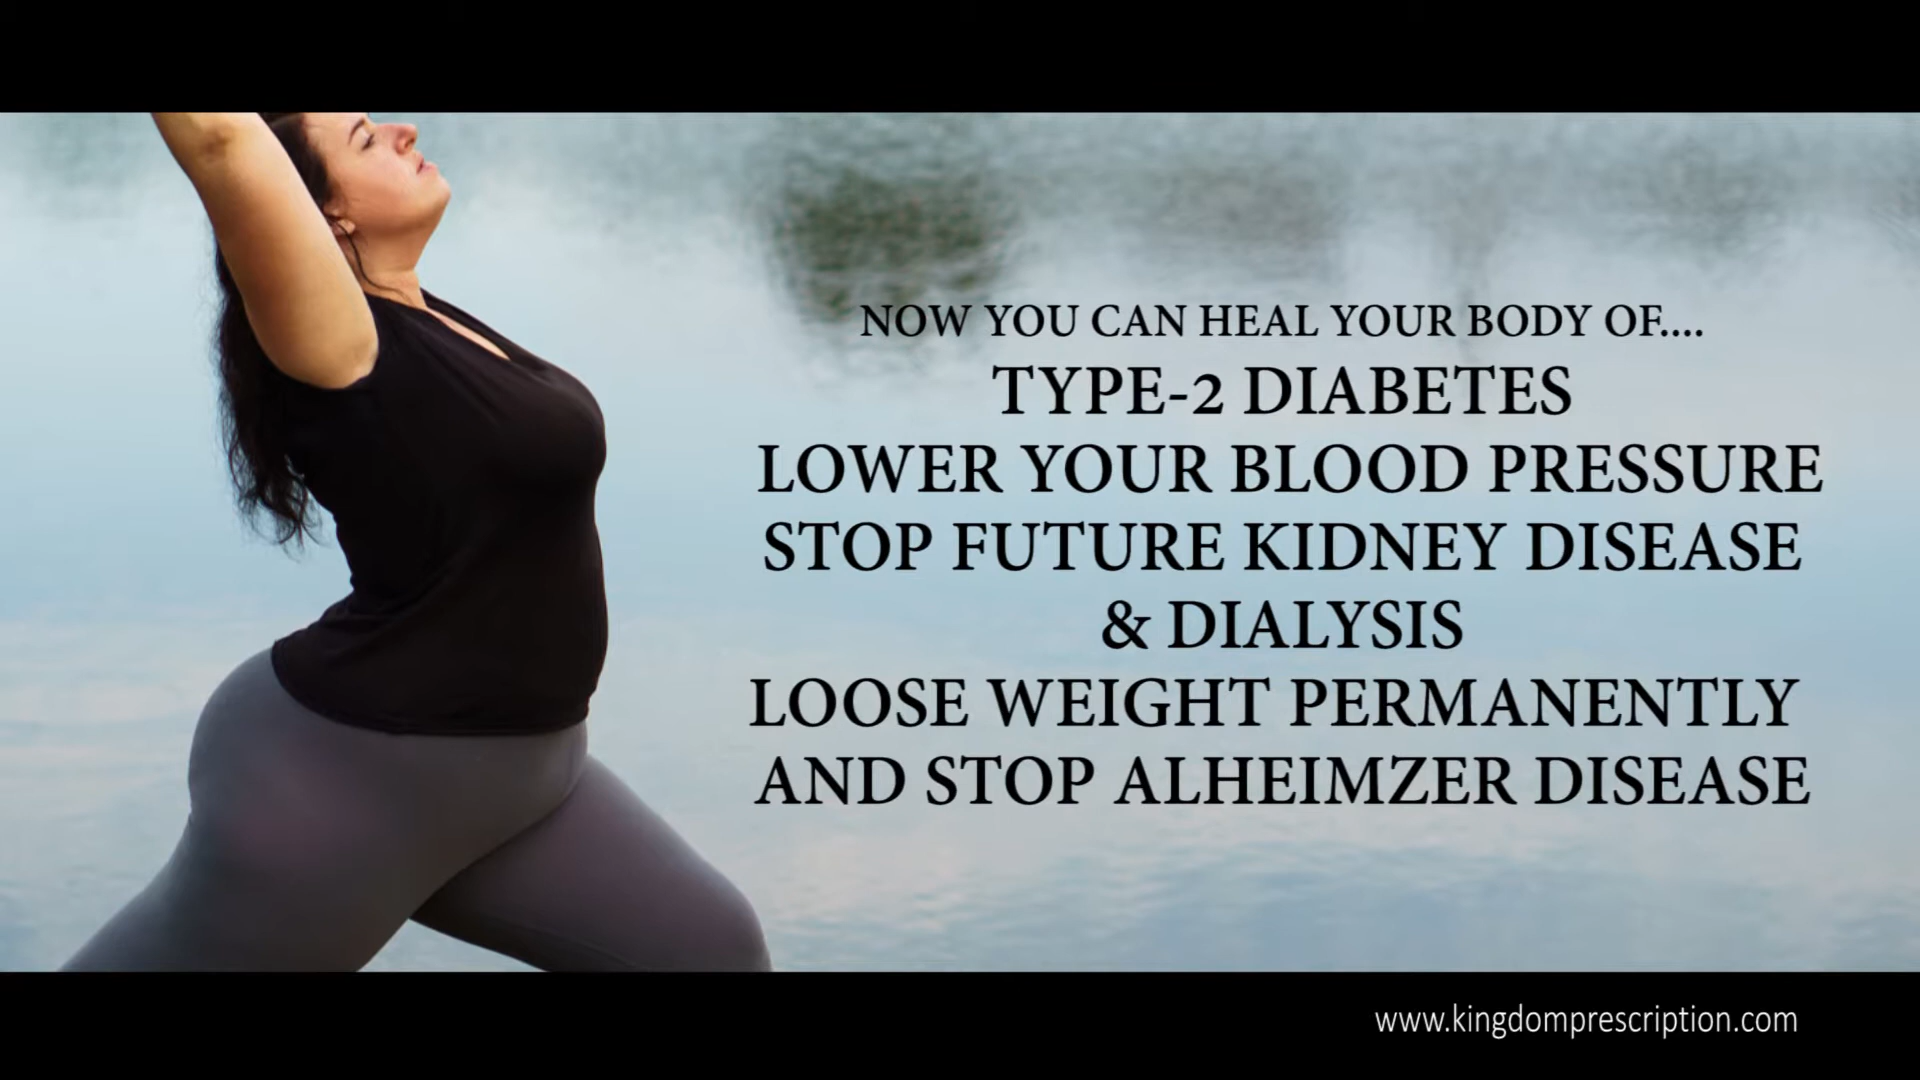 NOW YOU CAN HEAL YOUR BODY OF....
TYPE-2 DIABETES
LOWER YOUR BLOOD PRESSURE
STOP FUTURE KIDNEY DISEASE
& DIALYSIS
LOOSE WEIGHT PERMANENTLY
AND STOP ALHEIMZER DISEASE
www.kingdomprescription.com